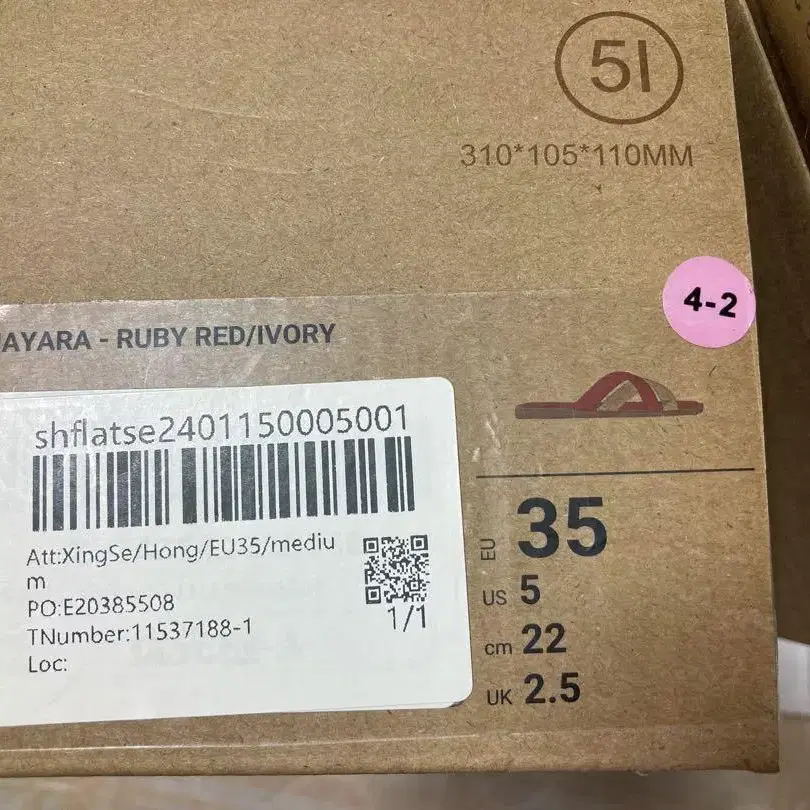 51
310*105*110MM
4-2
JAYARA - RUBY RED/IVORY
shflatse2401150005001
Att:XingSe/Hong/EU35/mediu
m
PO:E20385508
TNumber:11537188-1
Loc:
1/1
EU 35
US 5
cm 22
UK 2.5